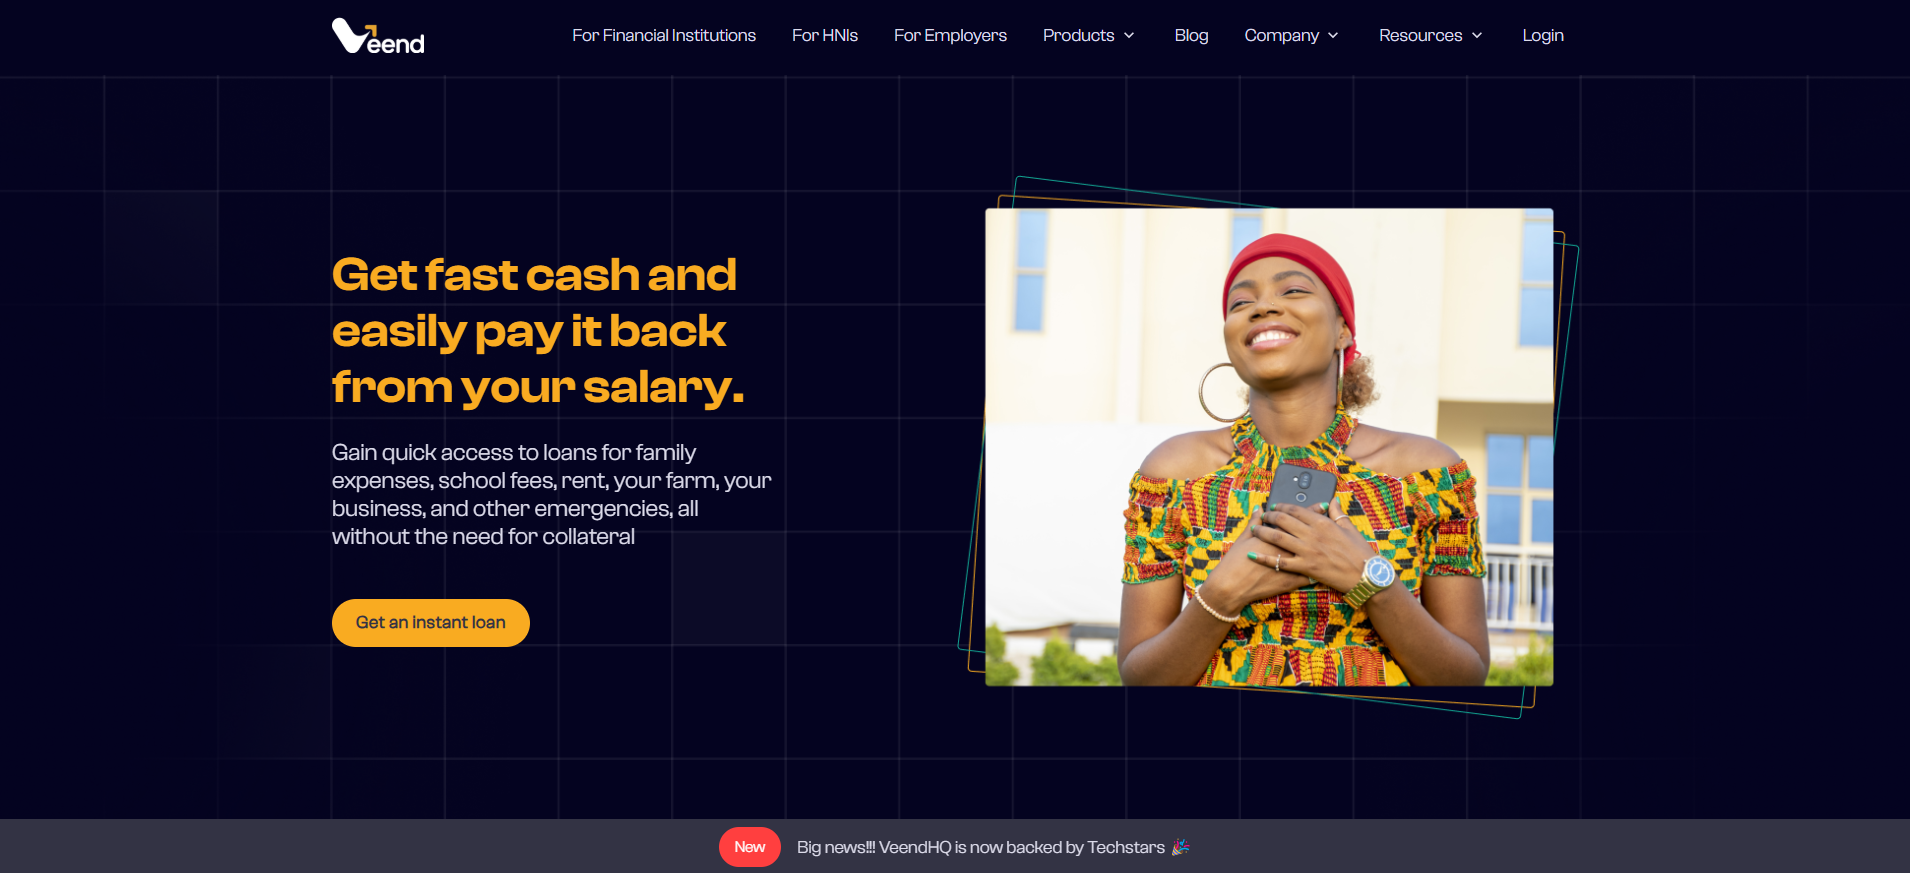 Veend
For Financial Institutions
For HNIs
For Employers
Products
Blog
Company
Resources
Login
Get fast cash and
easily pay it back
from your salary.
Gain quick access to loans for family
expenses, school fees, rent, your farm, your
business, and other emergencies, all
without the need for collateral
Get an instant loan
New
Big news!!! VeendHQ is now backed by Techstars 🎉